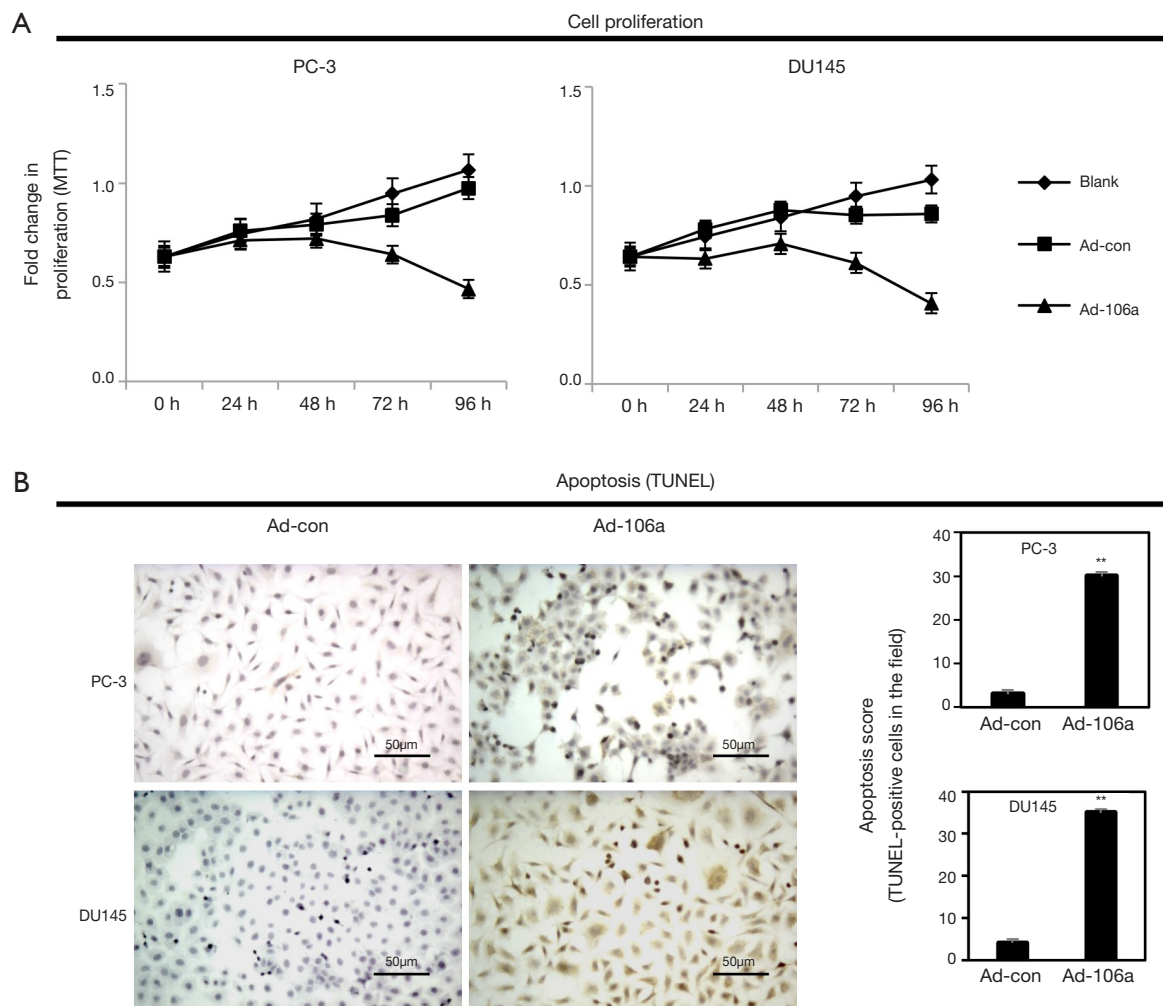 A
Cell proliferation
PC-3
DU145
Fold change in
proliferation (MTT)
1.5
1.0
0.5
0.0
0 h 24 h 48 h 72 h 96 h
1.5
1.0
0.5
0.0
0 h 24 h 48 h 72 h 96 h
Blank
Ad-con
Ad-106a
B
Apoptosis (TUNEL)
Ad-con
Ad-106a
PC-3
50μm
50μm
DU145
50μm
50μm
Apoptosis score
(TUNEL-positive cells in the field)
40
30
20
10
0
PC-3
**
Ad-con Ad-106a
40
30
20
10
0
DU145
**
Ad-con Ad-106a